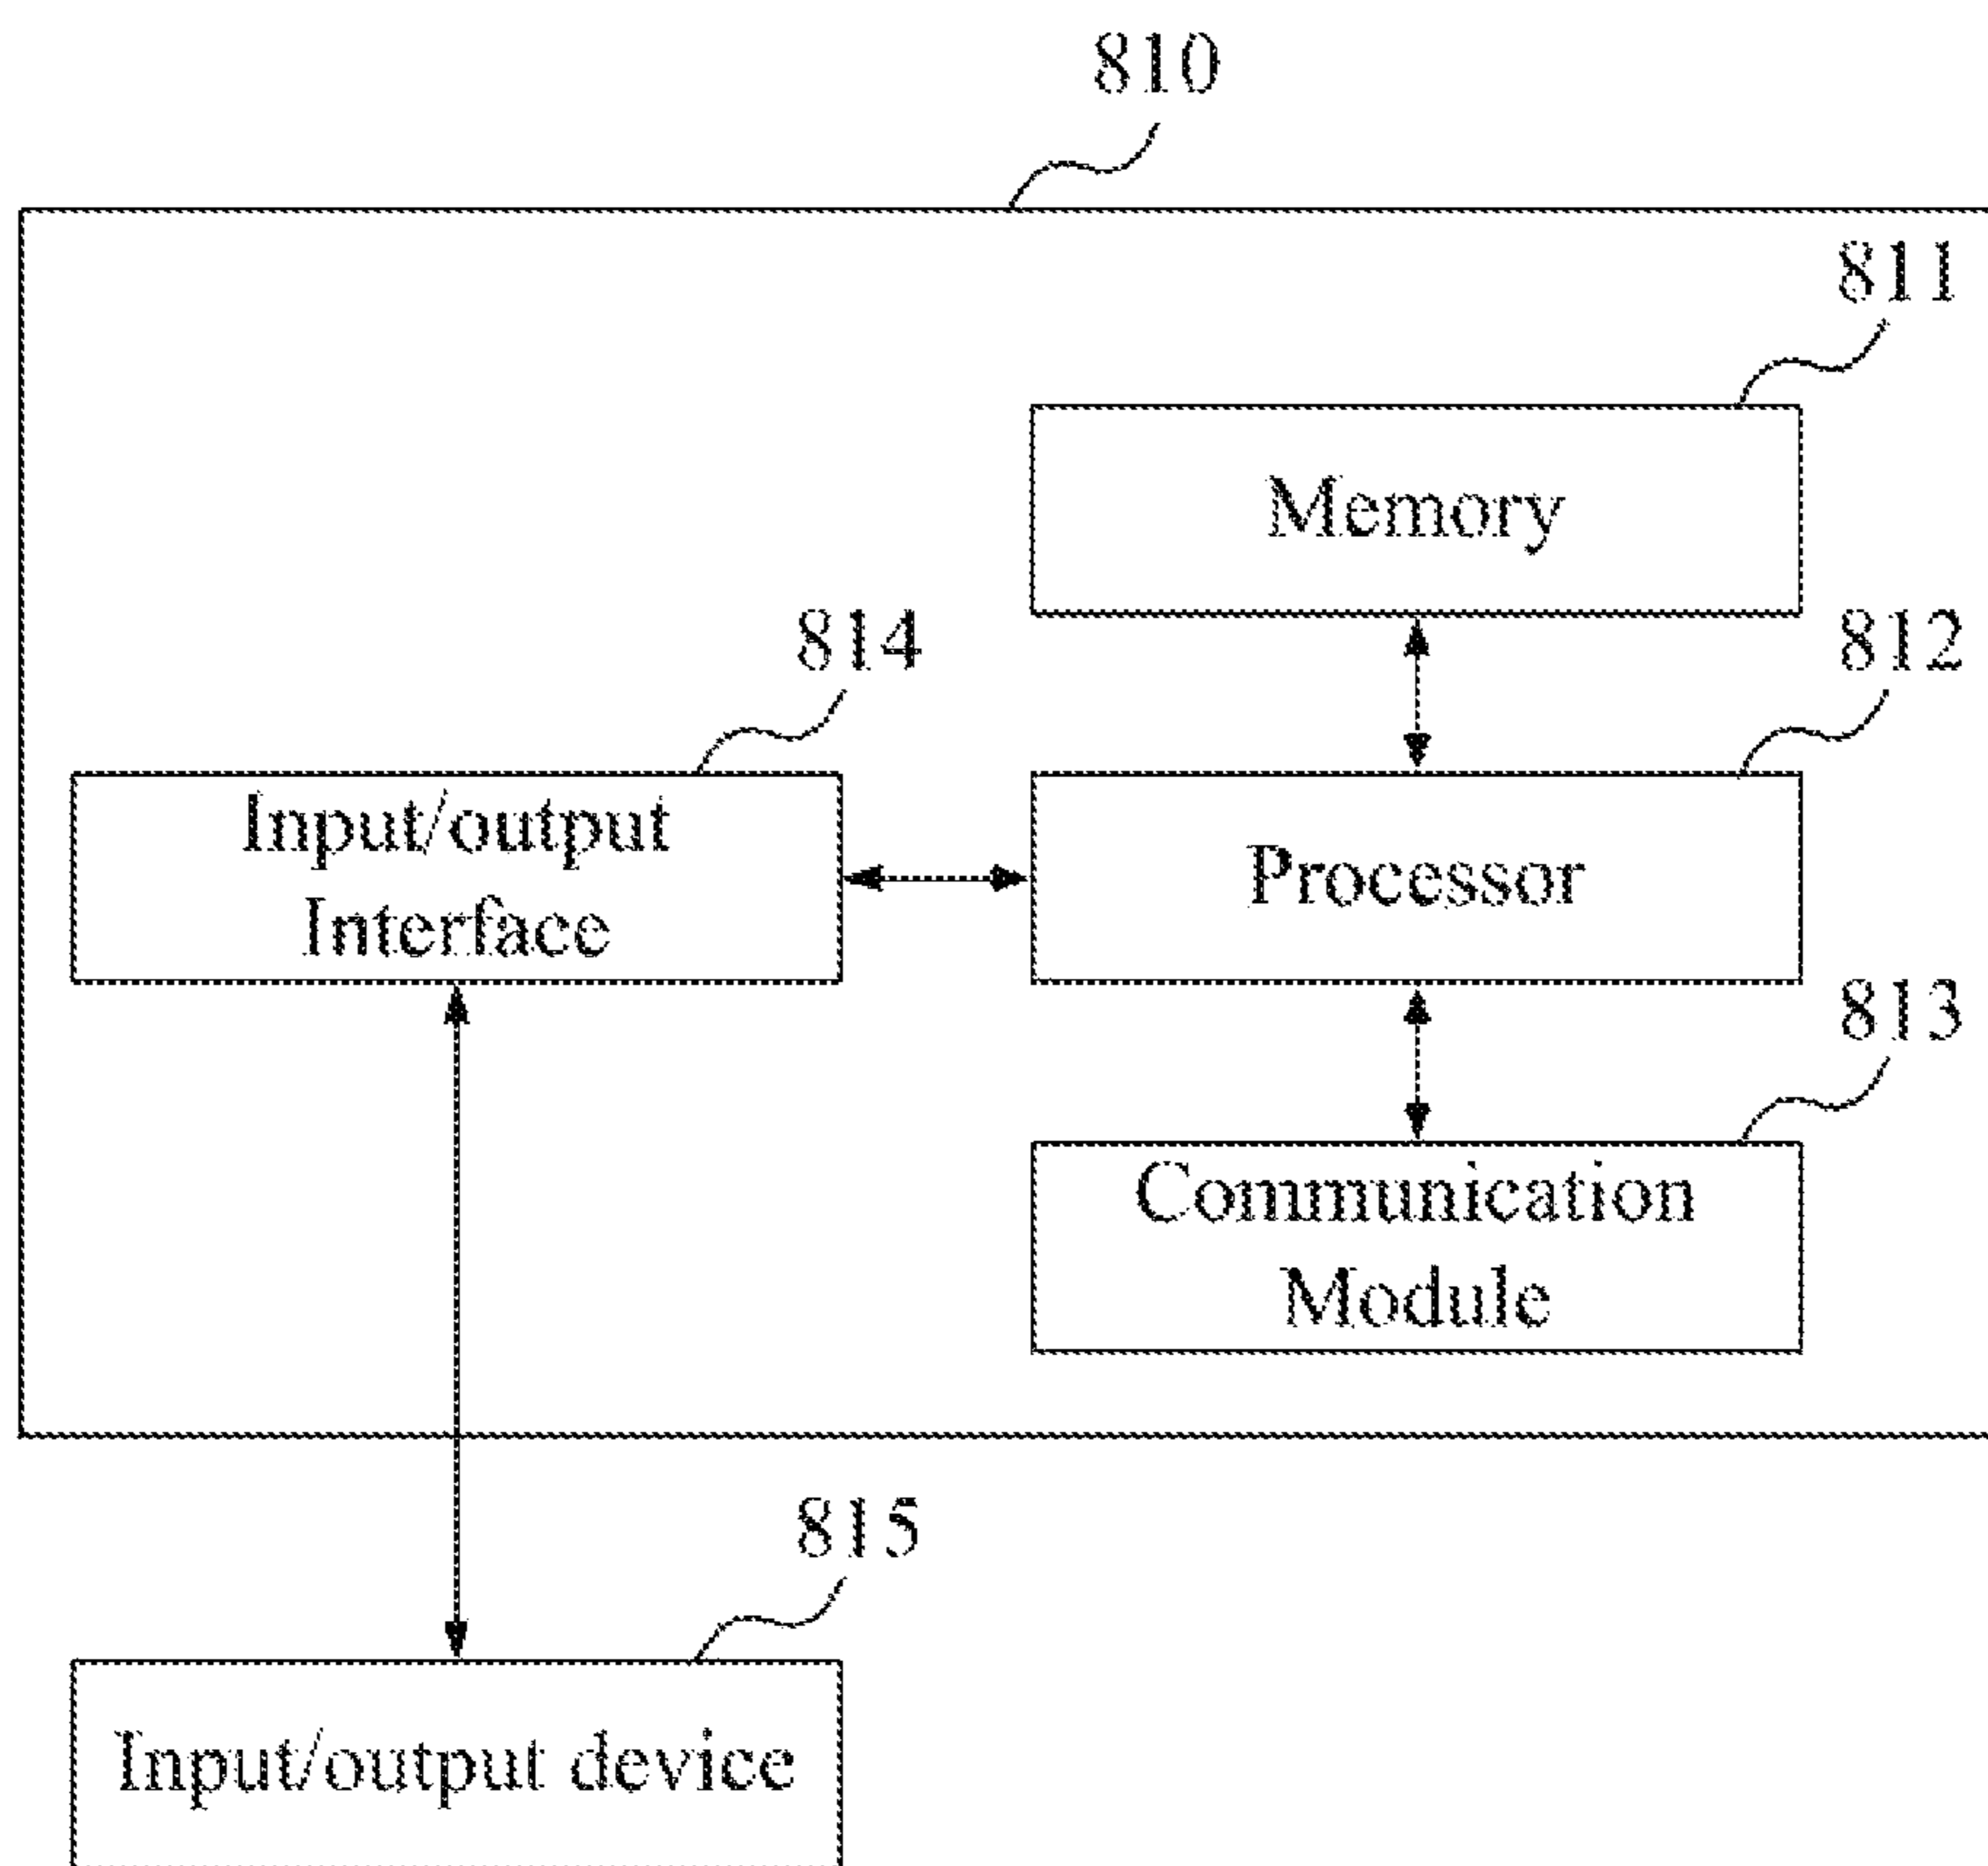 810
811
Memory
814
812
Input/output
Interface
Processor
813
Communication
Module
815
Input/output device